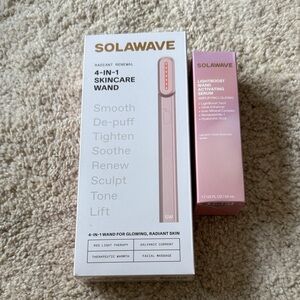 SOLAWAVE
RADIANT RENEWAL
4-IN-1
SKINCARE
WAND
Smooth
De-puff
Tighten
Soothe
Renew
Sculpt
Tone
Lift
4-IN-1 WAND FOR GLOWING, RADIANT SKIN
RED LIGHT THERAPY
GALVANIC CURRENT
THERAPEUTIC WARMTH
FACIAL MASSAGE
SOLAWAVE
LIGHTBOOST
WAND
ACTIVATING
SERUM